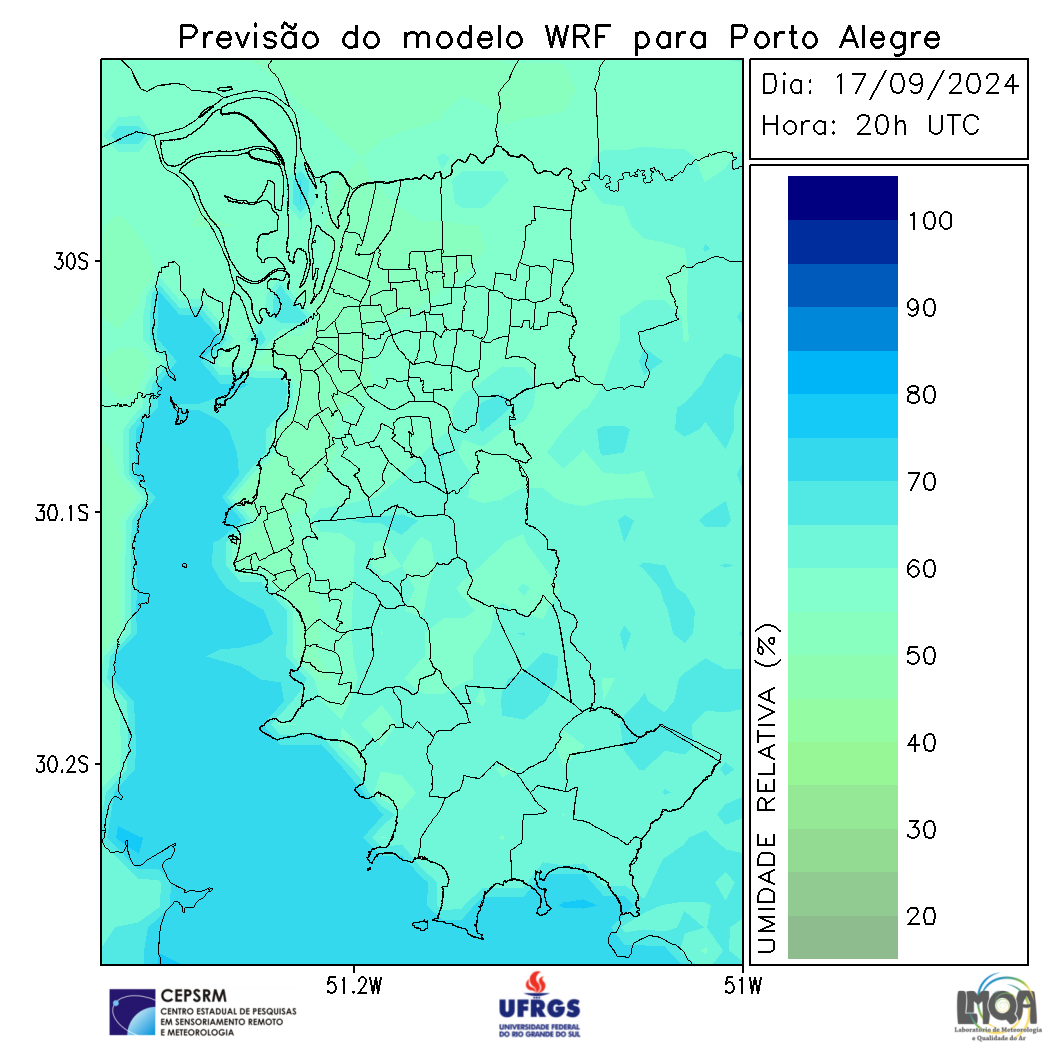 Previsão do modelo WRF para Porto Alegre
Dia: 17/09/2024
Hora: 20h UTC
30S
30.1S
30.2S
51.2W
51W
100
90
80
70
60
50
40
30
20
UMIDADE RELATIVA (%)
CEPSRM
CENTRO ESTADUAL DE PESQUISAS
EM SENSORIAMENTO REMOTO
E METEOROLOGIA
UFRGS
UNIVERSIDADE FEDERAL
DO RIO GRANDE DO SUL
LMQA
Laboratório de Meteorologia
e Qualidade do Ar